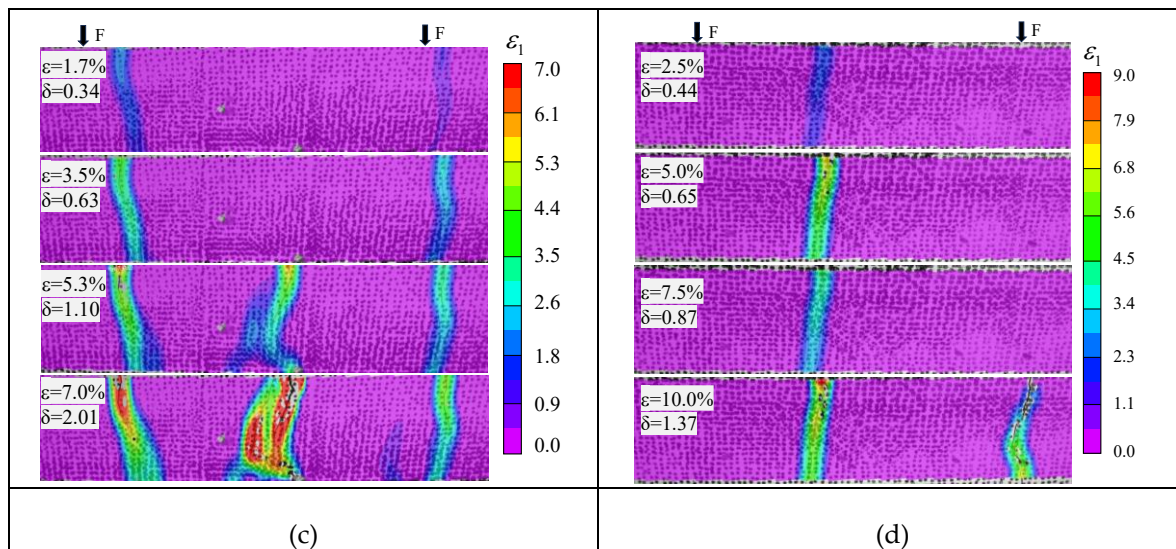 F
F
ε=1.7%
δ=0.34
ε=3.5%
δ=0.63
ε=5.3%
δ=1.10
ε=7.0%
δ=2.01
ε₁
7.0
6.1
5.3
4.4
3.5
2.6
1.8
0.9
0.0
(c)
F
F
ε=2.5%
δ=0.44
ε=5.0%
δ=0.65
ε=7.5%
δ=0.87
ε=10.0%
δ=1.37
ε₁
9.0
7.9
6.8
5.6
4.5
3.4
2.3
1.1
0.0
(d)